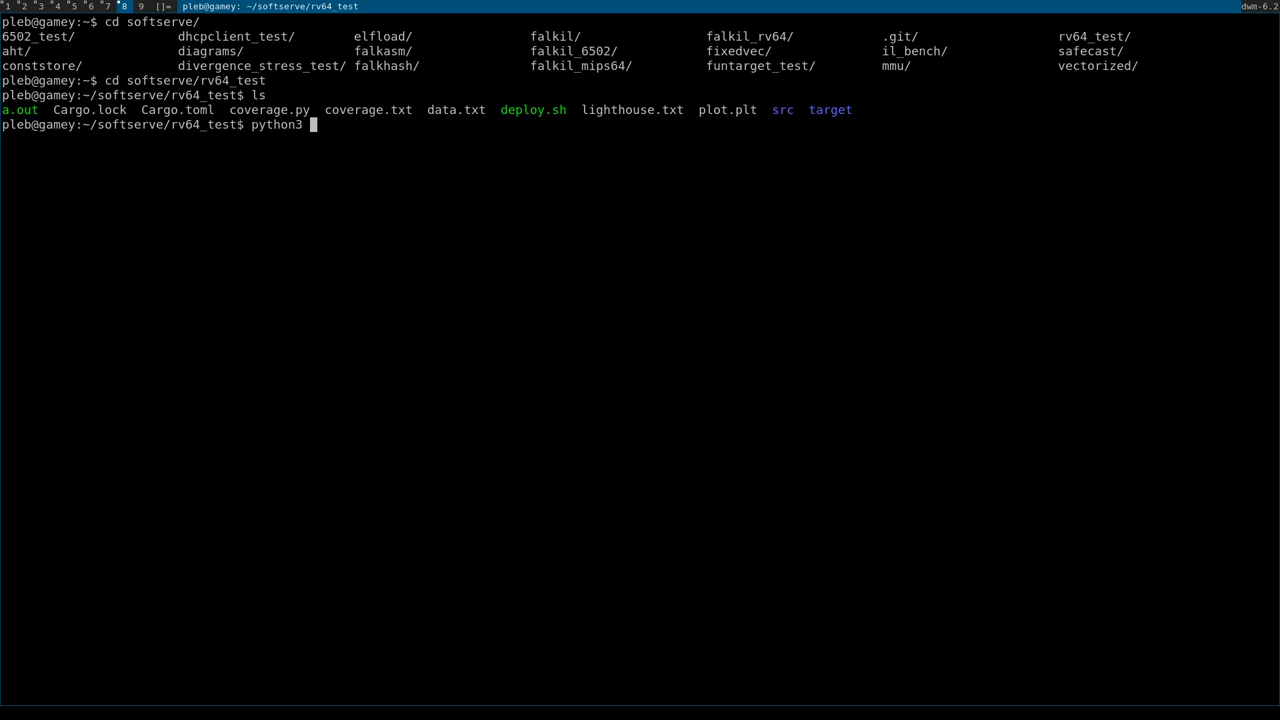 1 2 3 4 5 6 7 8 9 []= pleb@gamey: ~/softserve/rv64_test dwm-6.2
pleb@gamey:~$ cd softserve/
6502_test/ dhcpclient_test/ elfload/ falkil/ falkil_rv64/ .git/ rv64_test/
aht/ diagrams/ falkasm/ falkil_6502/ fixedvec/ il_bench/ safecast/
conststore/ divergence_stress_test/ falkhash/ falkil_mips64/ funtarget_test/ mmu/ vectorized/
pleb@gamey:~$ cd softserve/rv64_test
pleb@gamey:~/softserve/rv64_test$ ls
a.out Cargo.lock Cargo.toml coverage.py coverage.txt data.txt deploy.sh lighthouse.txt plot.plt src target
pleb@gamey:~/softserve/rv64_test$ python3